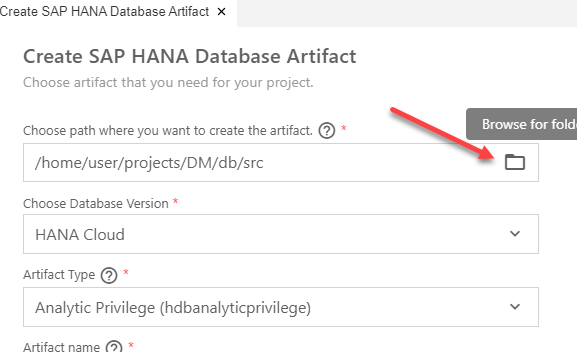 Create SAP HANA Database Artifact ×
Create SAP HANA Database Artifact
Choose artifact that you need for your project.
Choose path where you want to create the artifact. ? *
Browse for folde
/home/user/projects/DM/db/src
Choose Database Version *
HANA Cloud
Artifact Type ? *
Analytic Privilege (hdbanalyticprivilege)
Artifact name ? *